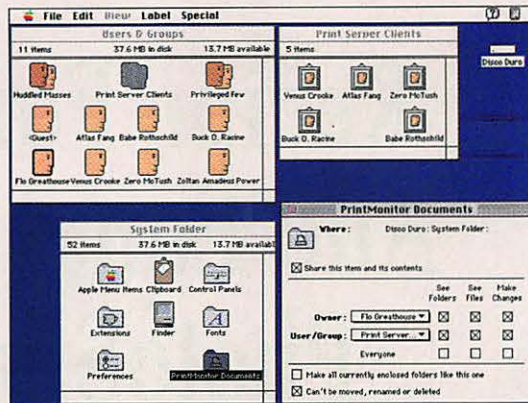 File Edit View Label Special
Users & Groups
11 items 37.6 MB in disk 13.7 MB available
Huddled Masses Print Server Clients Privileged Few
<Guest> Atlas Fang Babe Rothschild Buck O. Racine
Flo Greathouse Venus Crooke Zero McTush Zoltan Amadeus Power
Print Server Clients
5 items
Venus Crooke Atlas Fang Zero McTush
Buck O. Racine Babe Rothschild
Disco Duro
System Folder
52 items 37.6 MB in disk 13.7 MB availabl
Apple Menu Items Clipboard Control Panels
Extensions Finder Fonts
Preferences PrintMonitor Documents
PrintMonitor Documents
Where: Disco Duro: System Folder:
Share this item and its contents
See Folders See Files Make Changes
Owner: Flo Greathouse
User/Group: Print Server...
Everyone
Make all currently enclosed folders like this one
Can't be moved, renamed or deleted